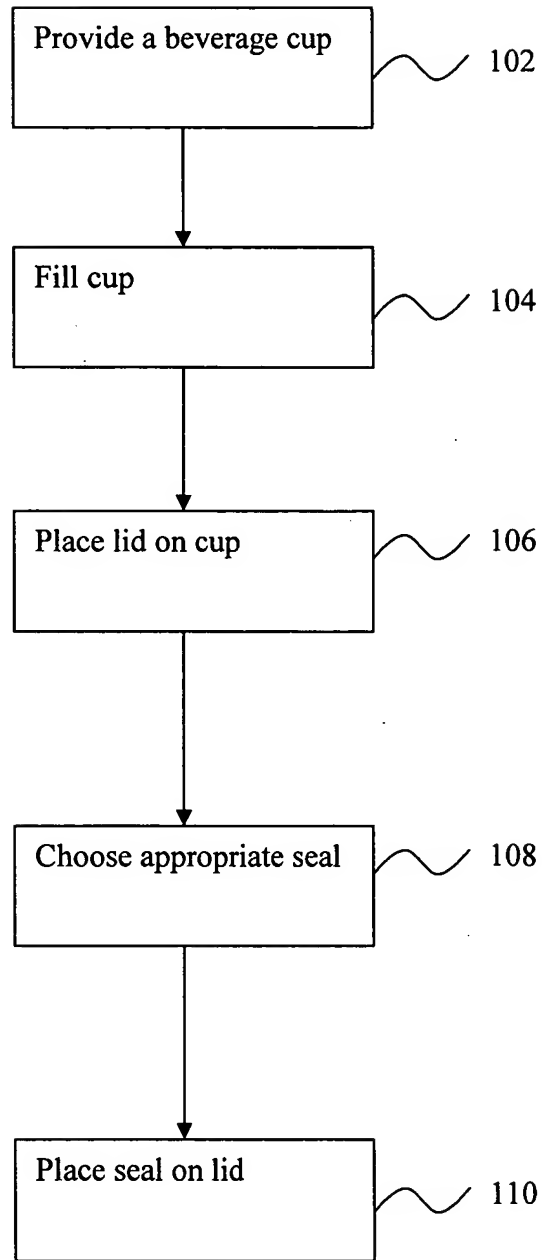 Provide a beverage cup
102
Fill cup
104
Place lid on cup
106
Choose appropriate seal
108
Place seal on lid
110